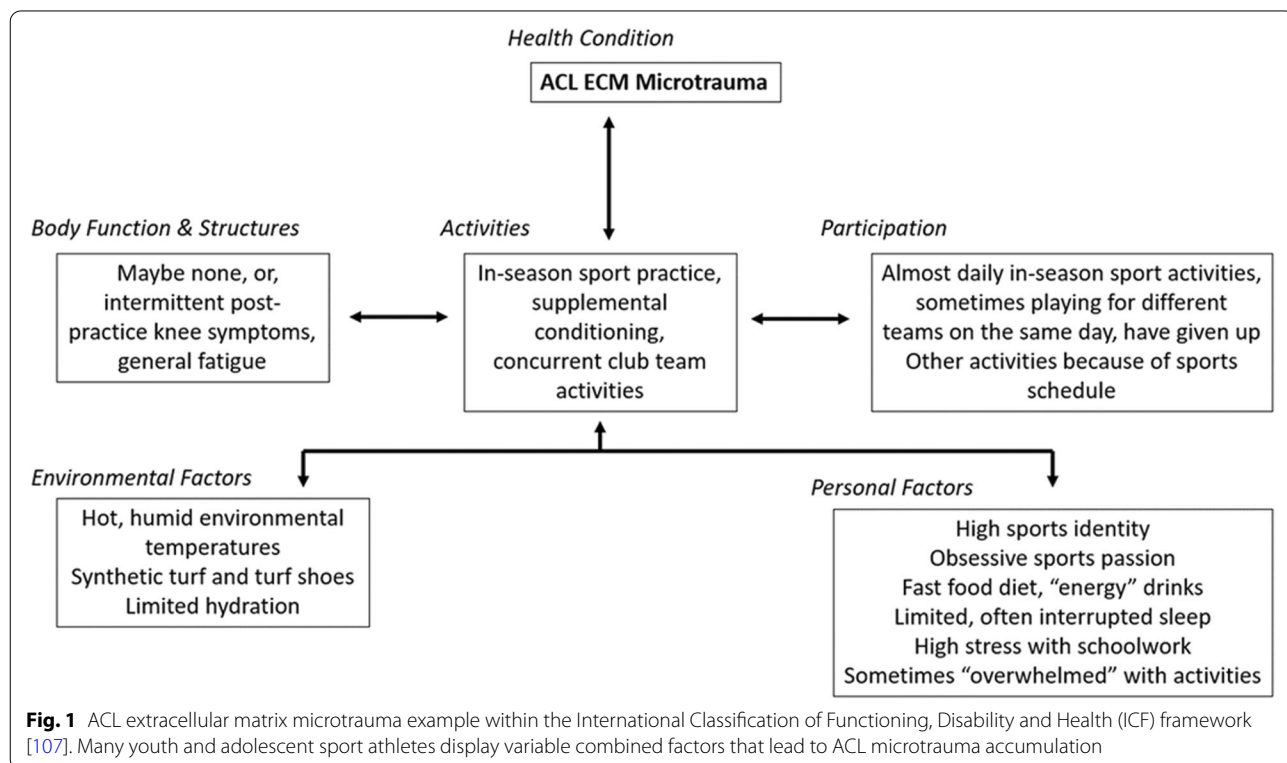 Health Condition
ACL ECM Microtrauma
Body Function & Structures
Maybe none, or,
intermittent post-
practice knee symptoms,
general fatigue
Activities
In-season sport practice,
supplemental
conditioning,
concurrent club team
activities
Participation
Almost daily in-season sport activities,
sometimes playing for different
teams on the same day, have given up
Other activities because of sports
schedule
Environmental Factors
Hot, humid environmental
temperatures
Synthetic turf and turf shoes
Limited hydration
Personal Factors
High sports identity
Obsessive sports passion
Fast food diet, “energy” drinks
Limited, often interrupted sleep
High stress with schoolwork
Sometimes “overwhelmed” with activities
Fig. 1 ACL extracellular matrix microtrauma example within the International Classification of Functioning, Disability and Health (ICF) framework
[107]. Many youth and adolescent sport athletes display variable combined factors that lead to ACL microtrauma accumulation